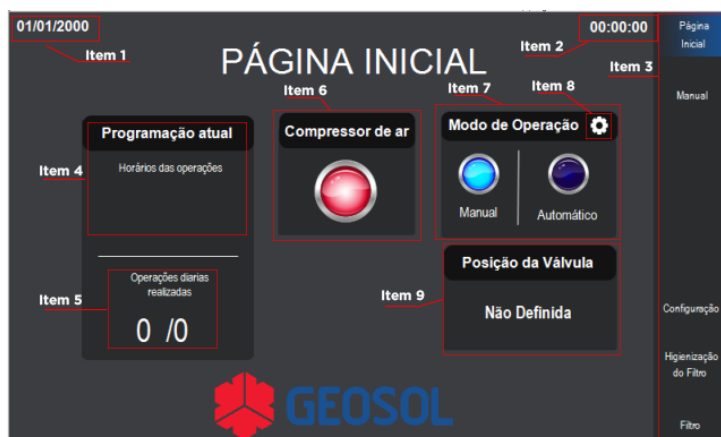 01/01/2000
00:00:00
Item 1
Item 2
PÁGINA INICIAL
Página
Inicial
Item 3
Manual
Item 6
Item 7
Item 8
Programação atual
Compressor de ar
Modo de Operação
Item 4
Horários das operações
Manual
Automático
Posição da Válvula
Item 5
Operações diarias
realizadas
0 /0
Item 9
Não Definida
Configuração
Higienização
do Filtro
Filtro
GEOSOL